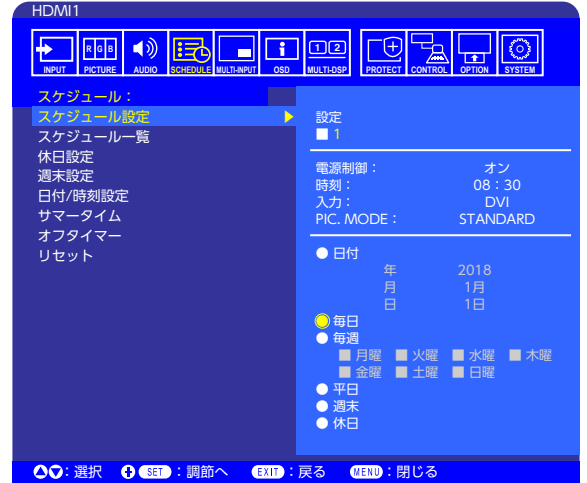 HDMI1
INPUT RGB PICTURE AUDIO SCHEDULE MULTI-INPUT OSD 1 2 MULTI-DSP PROTECT CONTROL OPTION SYSTEM
スケジュール：
スケジュール設定
スケジュール一覧
休日設定
週末設定
日付/時刻設定
サマータイム
オフタイマー
リセット
設定
1
電源制御： オン
時刻： 08：30
入力： DVI
PIC. MODE： STANDARD
日付
年 2018
月 1月
日 1日
毎日
毎週
月曜 火曜 水曜 木曜
金曜 土曜 日曜
平日
週末
休日
：選択 SET：調節へ EXIT：戻る MENU：閉じる